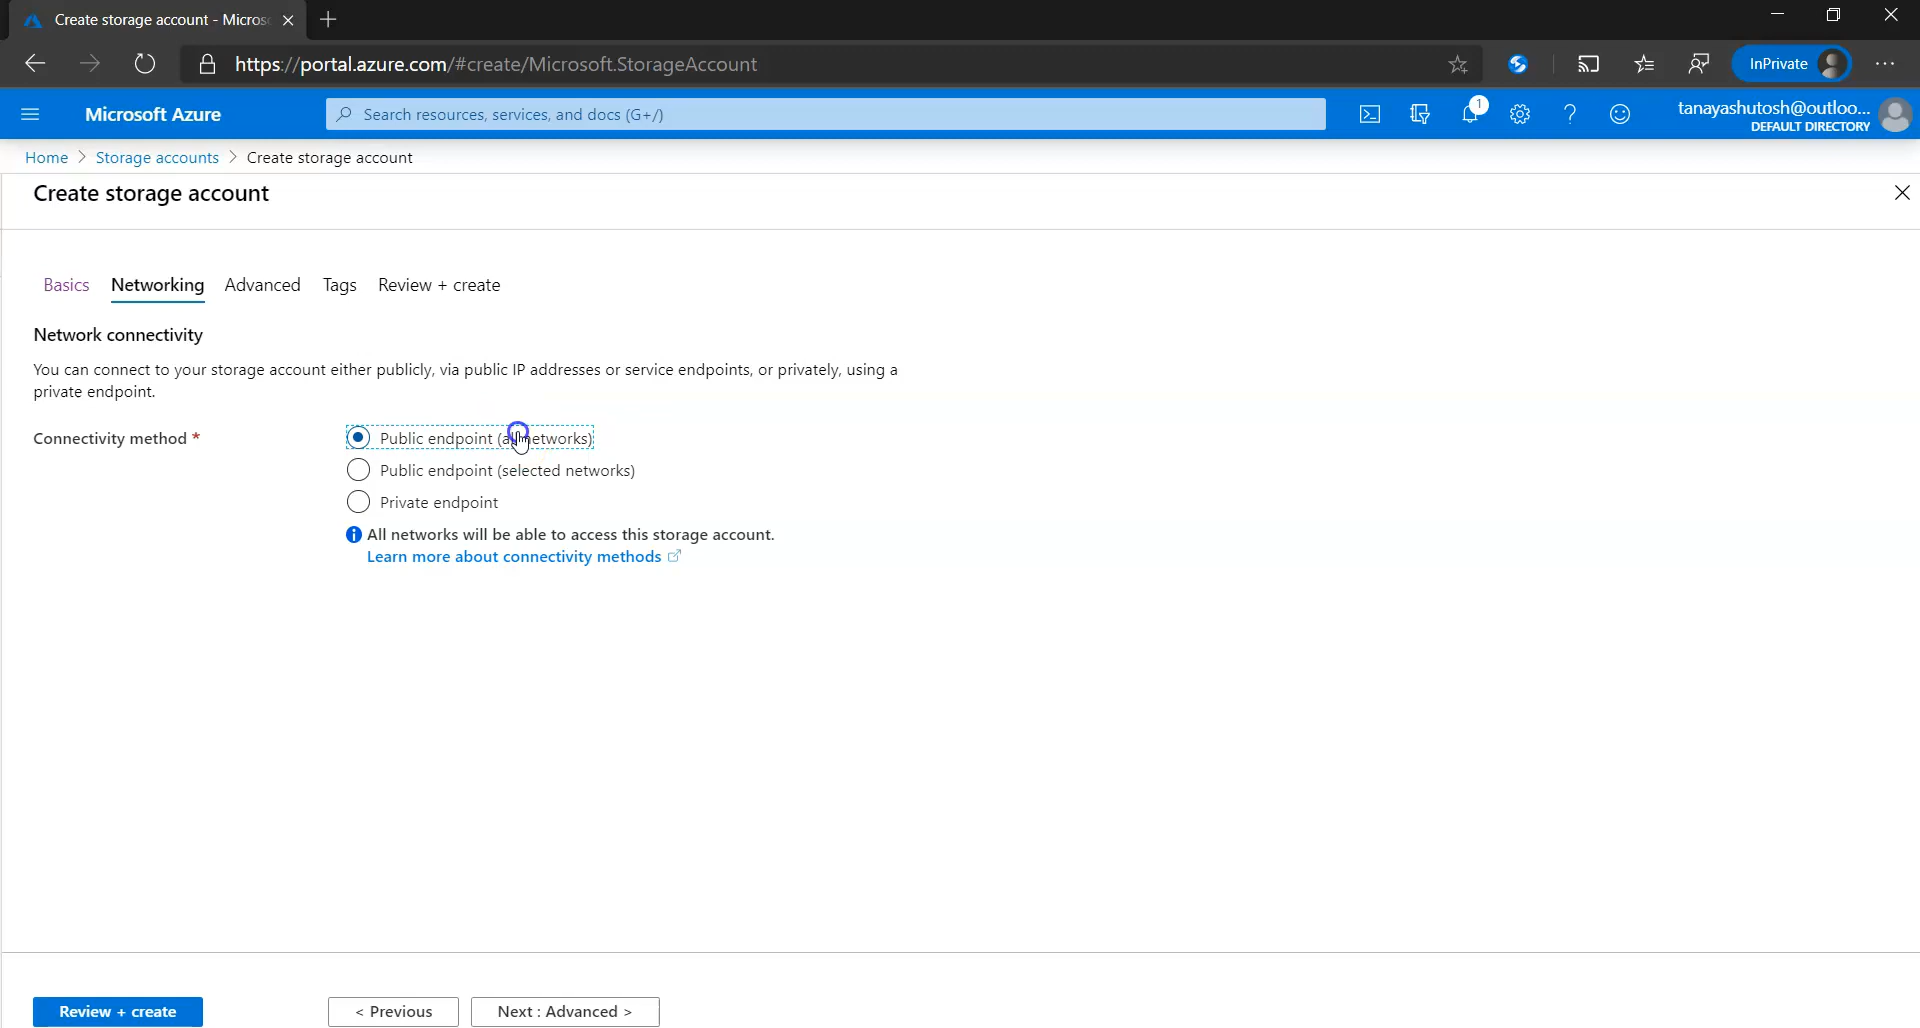 Create storage account - Micros
https://portal.azure.com/#create/Microsoft.StorageAccount
InPrivate
Microsoft Azure
Search resources, services, and docs (G+/)
1
tanayashutosh@outloo...
DEFAULT DIRECTORY
Home > Storage accounts > Create storage account
Create storage account
Basics Networking Advanced Tags Review + create
Network connectivity
You can connect to your storage account either publicly, via public IP addresses or service endpoints, or privately, using a
private endpoint.
Connectivity method *
Public endpoint (all networks)
Public endpoint (selected networks)
Private endpoint
All networks will be able to access this storage account.
Learn more about connectivity methods
Review + create
< Previous
Next : Advanced >